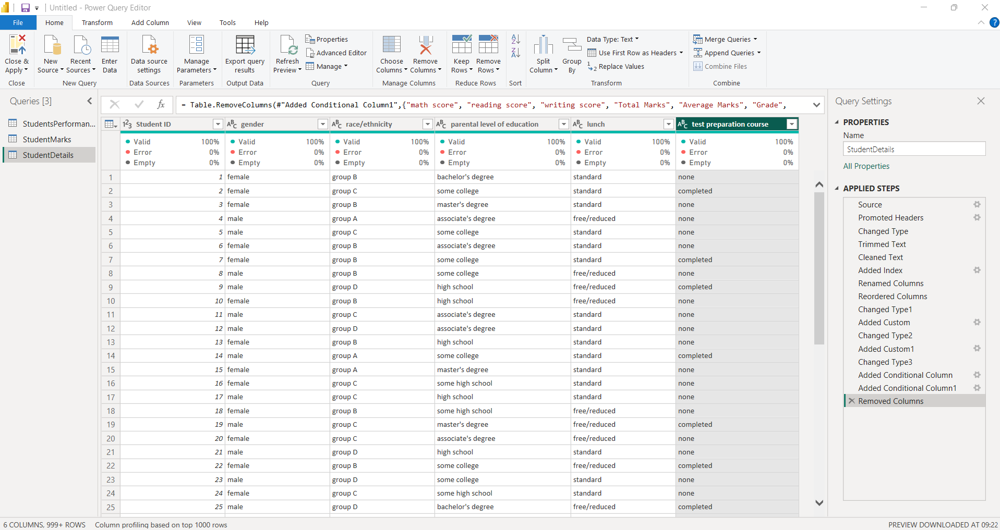 Untitled - Power Query Editor
File Home Transform Add Column View Tools Help
Close & Apply
Close
New Source
Recent Sources
Enter Data
New Query
Data source settings
Data Sources
Manage Parameters
Parameters
Export query results
Output Data
Refresh Preview
Properties
Advanced Editor
Manage
Query
Choose Columns
Remove Columns
Manage Columns
Keep Rows
Remove Rows
Reduce Rows
Sort
Split Column
Group By
Data Type: Text
Use First Row as Headers
Replace Values
Transform
Merge Queries
Append Queries
Combine Files
Combine
Queries [3]
StudentsPerforman...
StudentMarks
StudentDetails
fx = Table.RemoveColumns(#"Added Conditional Column1",{"math score", "reading score", "writing score", "Total Marks", "Average Marks", "Grade",
1²3 Student ID ABC gender ABC race/ethnicity ABC parental level of education ABC lunch ABC test preparation course
Valid 100% Valid 100% Valid 100% Valid 100% Valid 100% Valid 100%
Error 0% Error 0% Error 0% Error 0% Error 0% Error 0%
Empty 0% Empty 0% Empty 0% Empty 0% Empty 0% Empty 0%
1 1 female group B bachelor's degree standard none
2 2 female group C some college standard completed
3 3 female group B master's degree standard none
4 4 male group A associate's degree free/reduced none
5 5 male group C some college standard none
6 6 female group B associate's degree standard none
7 7 female group B some college standard completed
8 8 male group B some college free/reduced none
9 9 male group D high school free/reduced completed
10 10 female group B high school free/reduced none
11 11 male group C associate's degree standard none
12 12 male group D associate's degree standard none
13 13 female group B high school standard none
14 14 male group A some college standard completed
15 15 female group A master's degree standard none
16 16 female group C some high school standard none
17 17 male group C high school standard none
18 18 female group B some high school free/reduced none
19 19 male group C master's degree free/reduced completed
20 20 female group C associate's degree free/reduced none
21 21 male group D high school standard none
22 22 female group B some college free/reduced completed
23 23 male group D some college standard none
24 24 female group C some high school standard none
25 25 male group D bachelor's degree free/reduced completed
Query Settings
PROPERTIES
Name
StudentDetails
All Properties
APPLIED STEPS
Source
Promoted Headers
Changed Type
Trimmed Text
Cleaned Text
Added Index
Renamed Columns
Reordered Columns
Changed Type1
Added Custom
Changed Type2
Added Custom1
Changed Type3
Added Conditional Column
Added Conditional Column1
Removed Columns
6 COLUMNS, 999+ ROWS Column profiling based on top 1000 rows
PREVIEW DOWNLOADED AT 09:22